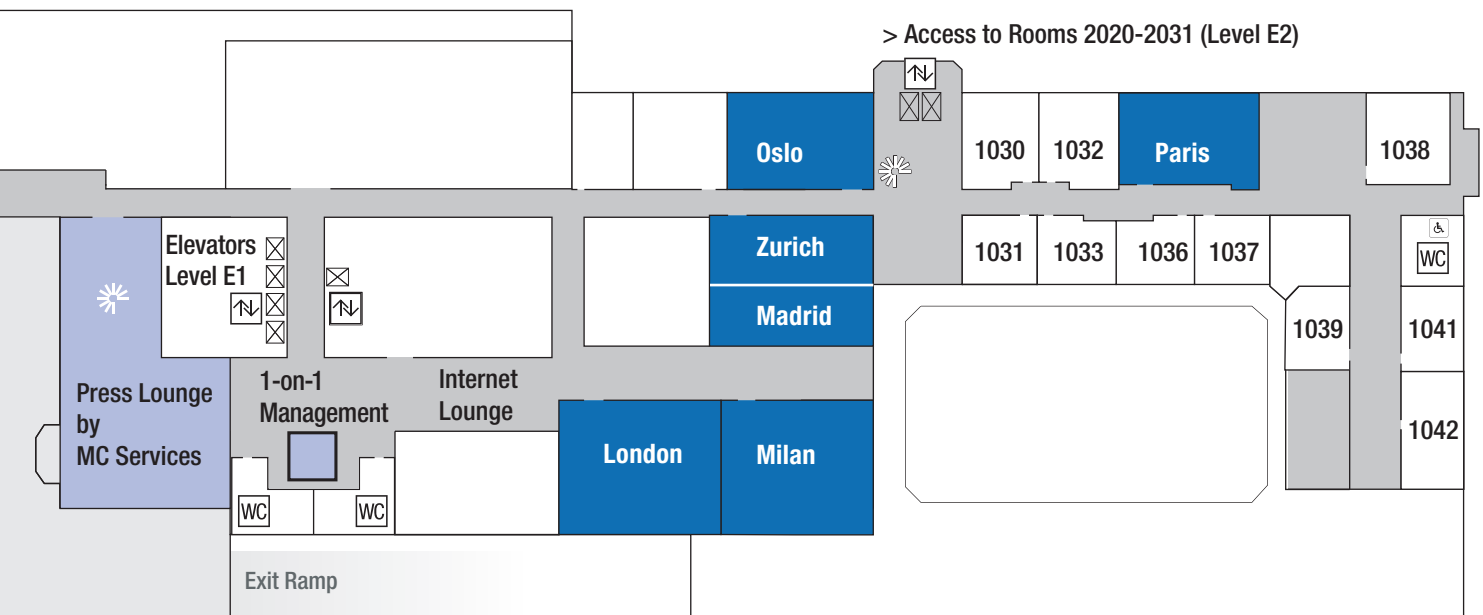 > Access to Rooms 2020-2031 (Level E2)
Oslo
1030
1032
Paris
1038
Elevators
Level E1
Zurich
1031
1033
1036
1037
WC
Madrid
1039
1041
Press Lounge
by
MC Services
1-on-1
Management
Internet
Lounge
London
Milan
1042
WC
WC
Exit Ramp